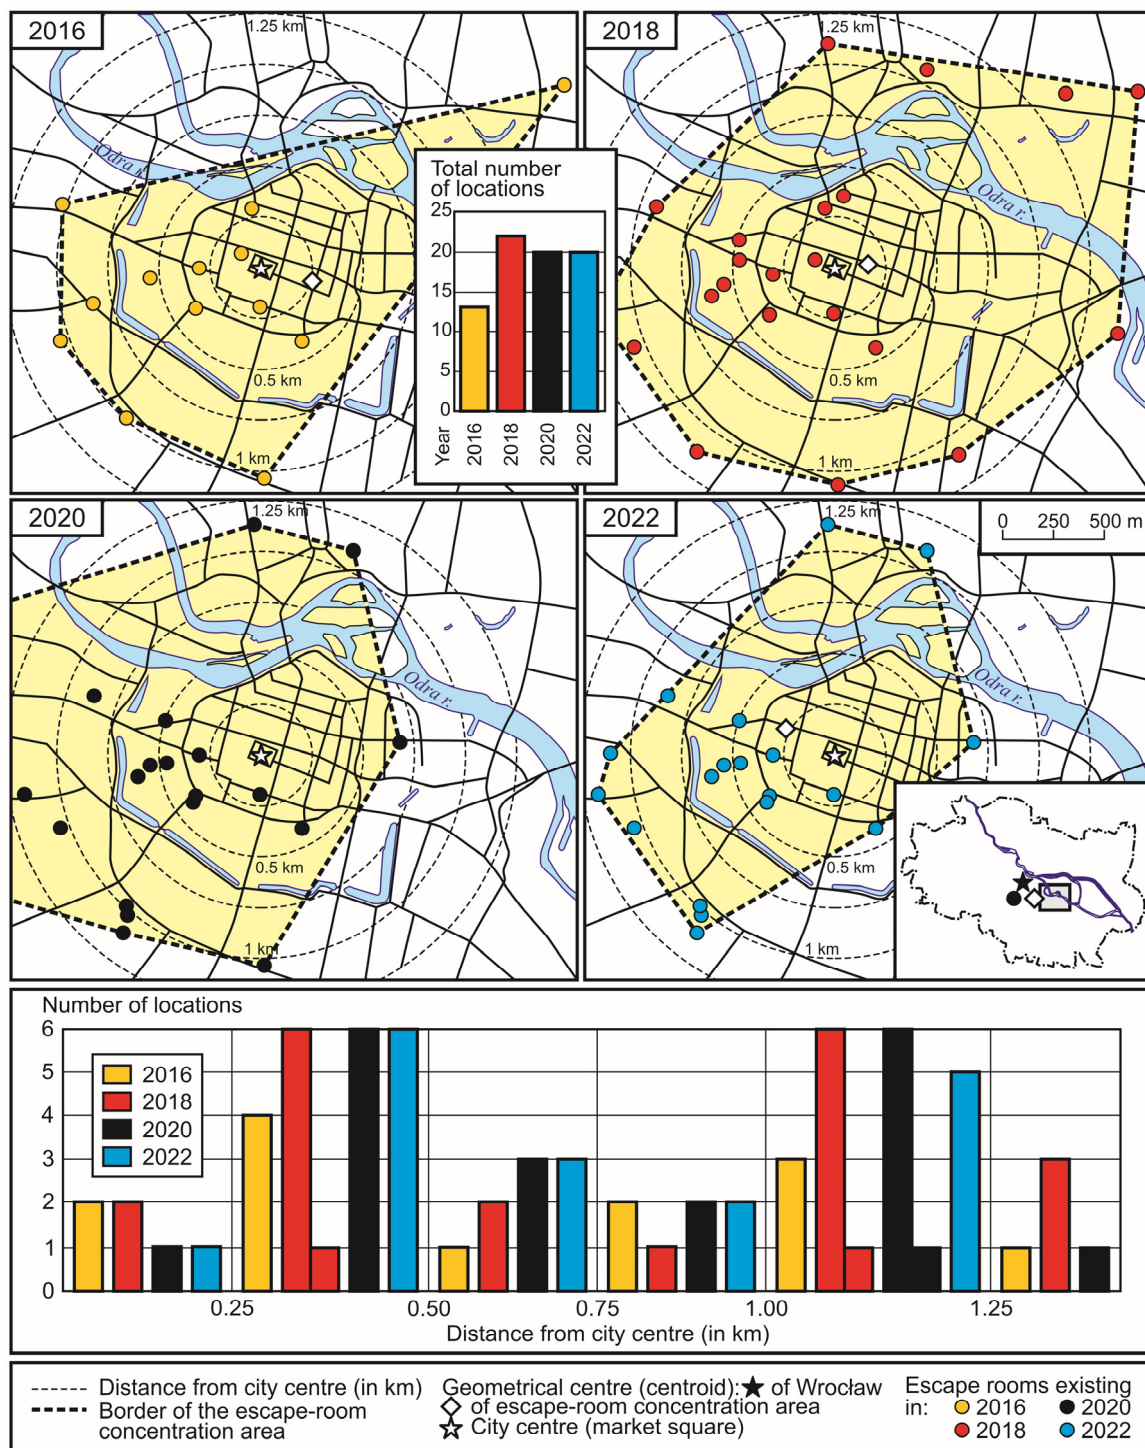 2016
1.25 km
Odra r.
0.5 km
1 km
Total number
of locations
25
20
15
10
5
0
Year
2016
2018
2020
2022
2018
1.25 km
Odra r.
0.5 km
1 km
2020
1.25 km
Odra r.
0.5 km
1 km
2022
1.25 km
Odra r.
0.5 km
1 km
0 250 500 m
Number of locations
6
5
4
3
2
1
0
2016
2018
2020
2022
0.25 0.50 0.75 1.00 1.25
Distance from city centre (in km)
Distance from city centre (in km)
Border of the escape-room
concentration area
Geometrical centre (centroid): of Wrocław
of escape-room concentration area
City centre (market square)
Escape rooms existing
in: 2016 2020
2018 2022